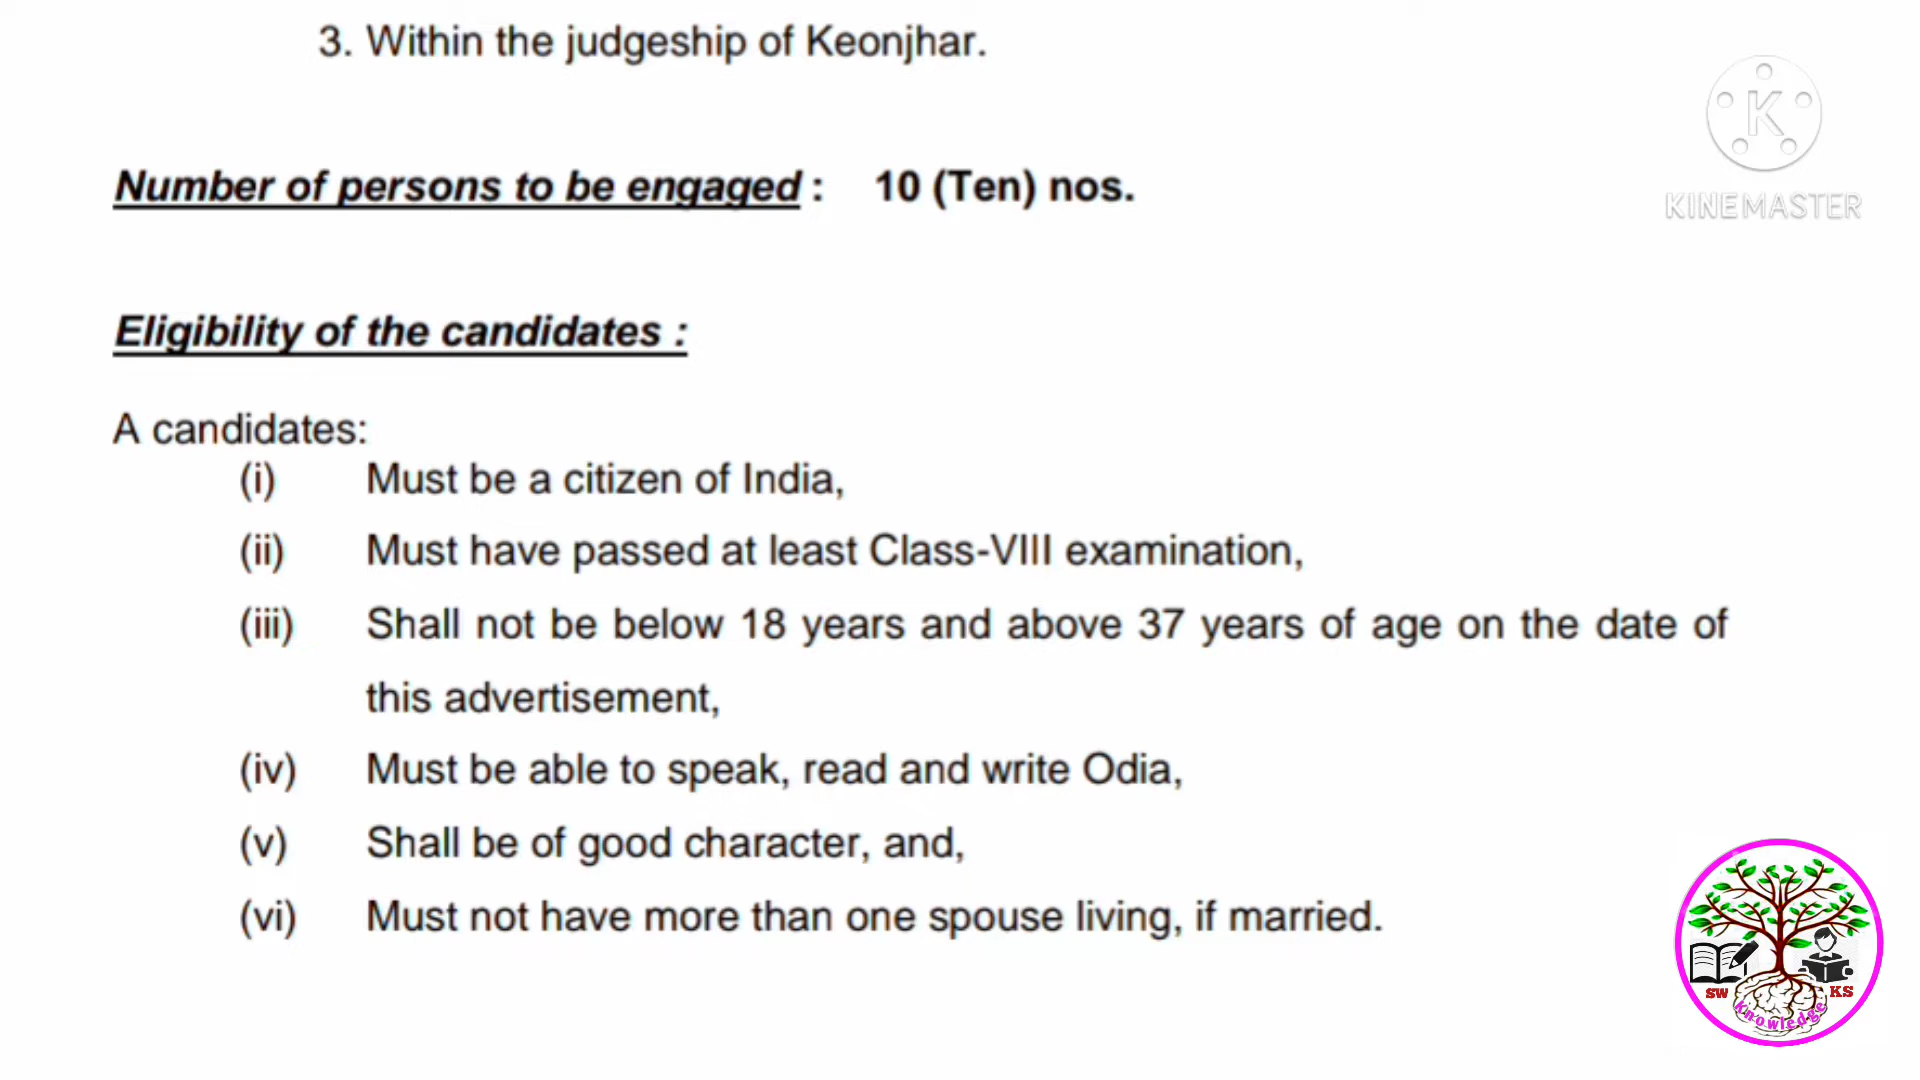 3. Within the judgeship of Keonjhar.
K
KINEMASTER
Number of persons to be engaged : 10 (Ten) nos.
Eligibility of the candidates :
A candidates:
(i) Must be a citizen of India,
(ii) Must have passed at least Class-VIII examination,
(iii) Shall not be below 18 years and above 37 years of age on the date of
this advertisement,
(iv) Must be able to speak, read and write Odia,
(v) Shall be of good character, and,
(vi) Must not have more than one spouse living, if married.
SW KS
Knowledge